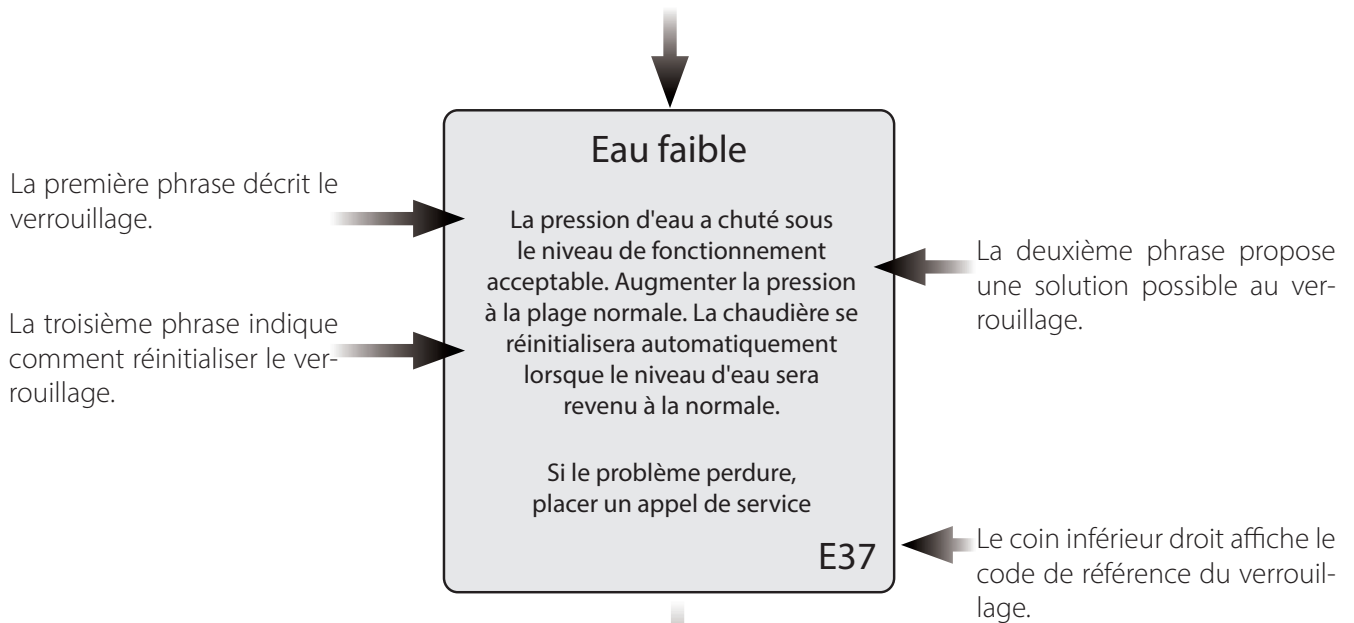 Eau faible
La première phrase décrit le
verrouillage.
La pression d'eau a chuté sous
le niveau de fonctionnement
acceptable. Augmenter la pression
à la plage normale. La chaudière se
réinitialisera automatiquement
lorsque le niveau d'eau sera
revenu à la normale.
La deuxième phrase propose
une solution possible au ver-
rouillage.
La troisième phrase indique
comment réinitialiser le ver-
rouillage.
Si le problème perdure,
placer un appel de service
E37
Le coin inférieur droit affiche le
code de référence du verrouil-
lage.